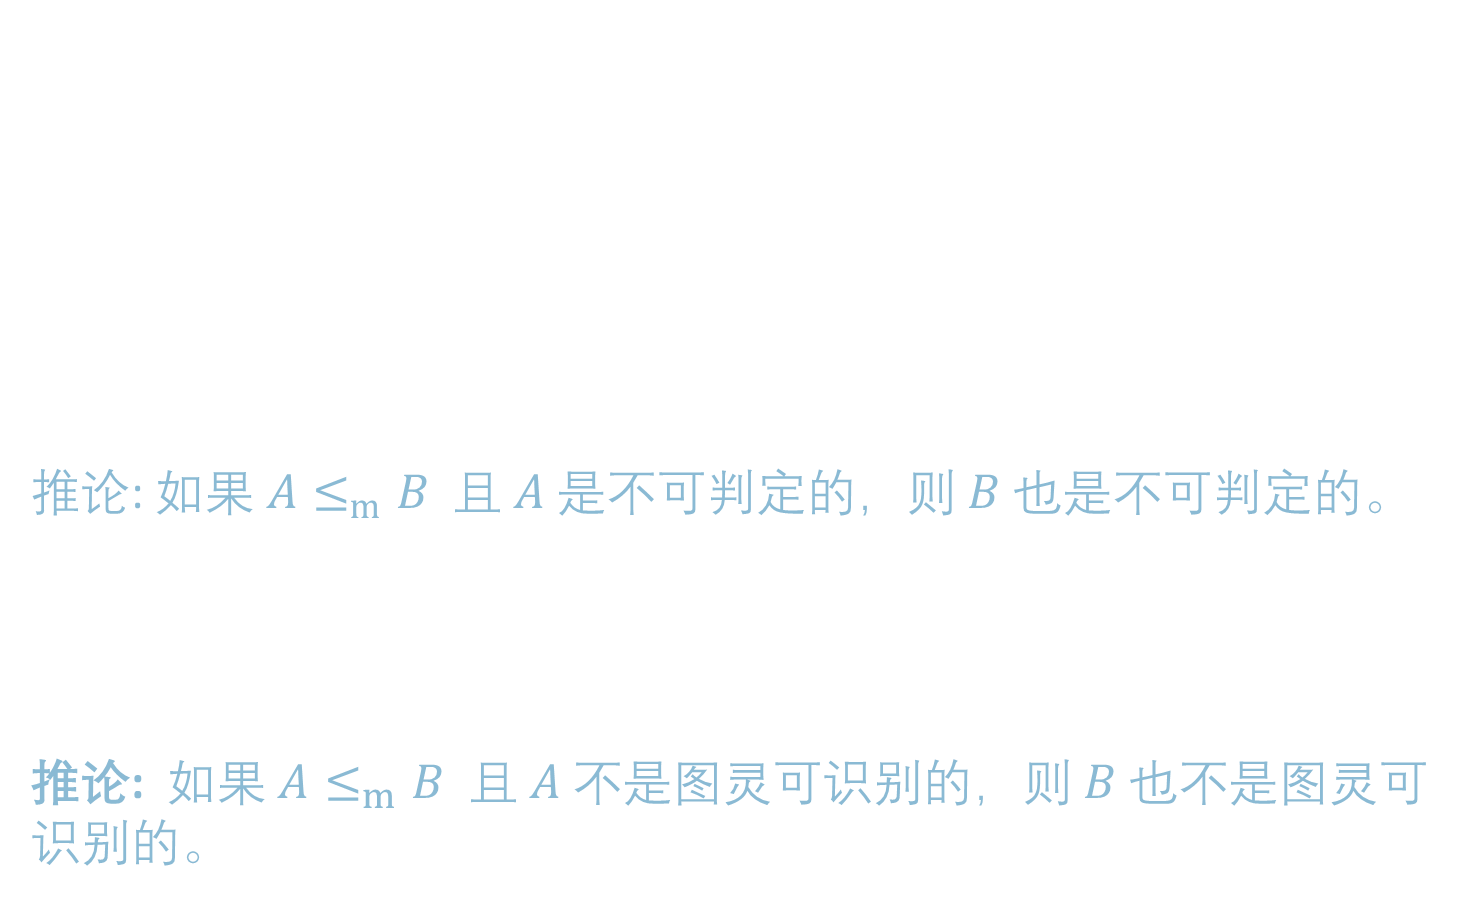 推论: 如果 A ≤m B 且 A 是不可判定的, 则 B 也是不可判定的。
推论: 如果 A ≤m B 且 A 不是图灵可识别的, 则 B 也不是图灵可
识别的。